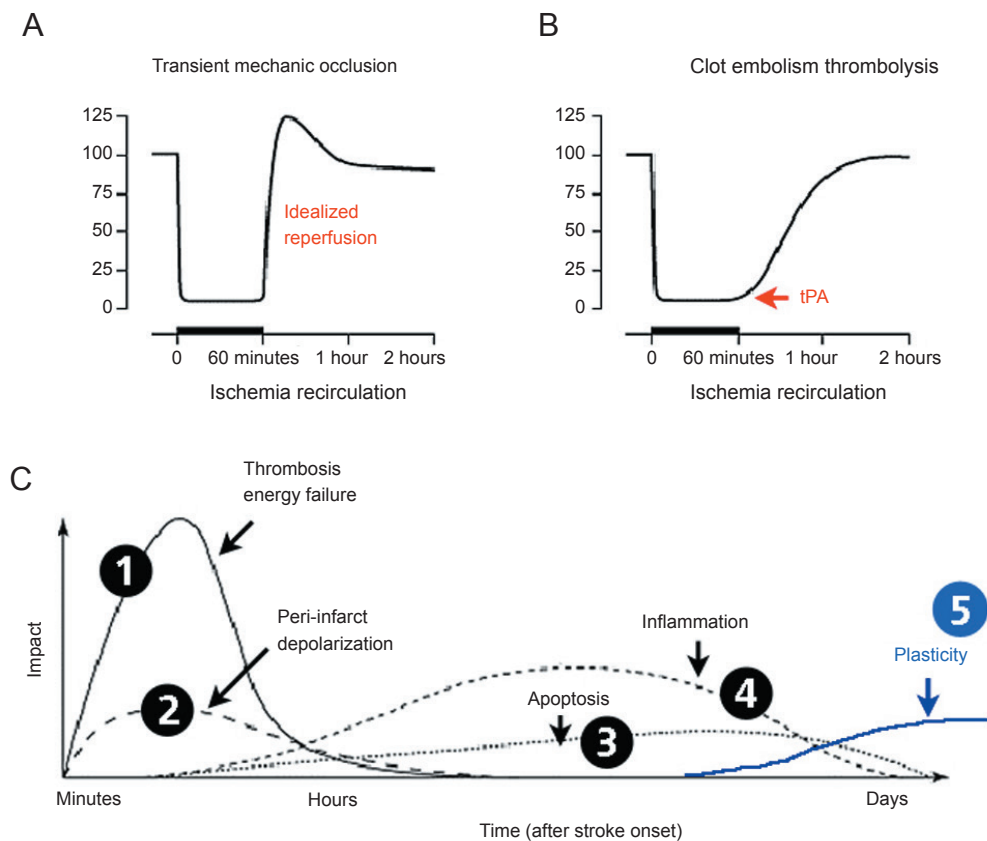 A
Transient mechanic occlusion
125
100
75
50
25
0
Idealized
reperfusion
0 60 minutes 1 hour 2 hours
Ischemia recirculation
B
Clot embolism thrombolysis
125
100
75
50
25
0
tPA
0 60 minutes 1 hour 2 hours
Ischemia recirculation
C
Thrombosis
energy failure
1
Peri-infarct
depolarization
2
Inflammation
Apoptosis
3
4
5
Plasticity
Impact
Minutes Hours Days
Time (after stroke onset)